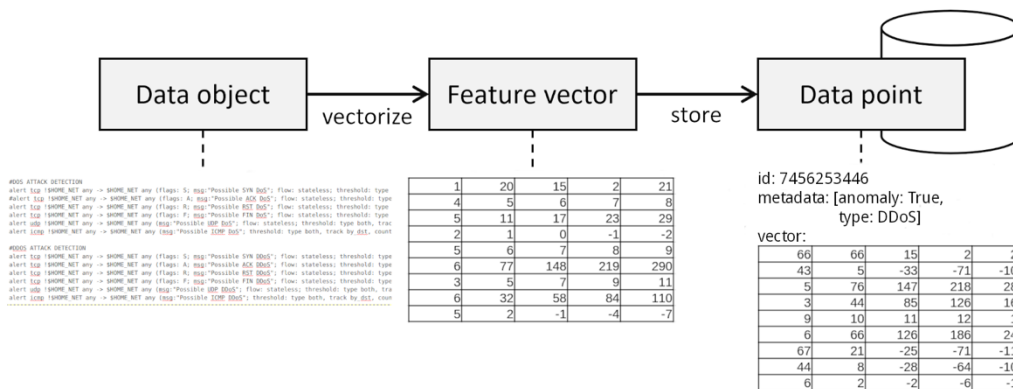 Data object
vectorize
Feature vector
store
Data point
#DOS ATTACK DETECTION
alert tcp !$HOME_NET any -> $HOME_NET any (flags: S; msg:"Possible SYN DoS"; flow: stateless; threshold: type
#alert tcp !$HOME_NET any -> $HOME_NET any (flags: A; msg:"Possible ACK DoS"; flow: stateless; threshold: type
alert tcp !$HOME_NET any -> $HOME_NET any (flags: R; msg:"Possible RST DoS"; flow: stateless; threshold: type
alert tcp !$HOME_NET any -> $HOME_NET any (flags: F; msg:"Possible FIN DoS"; flow: stateless; threshold: type
alert udp !$HOME_NET any -> $HOME_NET any (msg:"Possible UDP DoS"; flow: stateless; threshold: type both, trac
alert icmp !$HOME_NET any -> $HOME_NET any (msg:"Possible ICMP DoS"; threshold: type both, track by_dst, count
#DDOS ATTACK DETECTION
alert tcp !$HOME_NET any -> $HOME_NET any (flags: S; msg:"Possible SYN DDoS"; flow: stateless; threshold: type
alert tcp !$HOME_NET any -> $HOME_NET any (flags: A; msg:"Possible ACK DDoS"; flow: stateless; threshold: type
alert tcp !$HOME_NET any -> $HOME_NET any (flags: R; msg:"Possible RST DDoS"; flow: stateless; threshold: type
alert tcp !$HOME_NET any -> $HOME_NET any (flags: F; msg:"Possible FIN DDoS"; flow: stateless; threshold: type
alert udp !$HOME_NET any -> $HOME_NET any (msg:"Possible UDP DDoS"; flow: stateless; threshold: type both, tra
alert icmp !$HOME_NET any -> $HOME_NET any (msg:"Possible ICMP DDoS"; threshold: type both, track by_dst, coun
1 20 15 2 21
4 5 6 7 8
5 11 17 23 29
2 1 0 -1 -2
5 6 7 8 9
6 77 148 219 290
3 5 7 9 11
6 32 58 84 110
5 2 -1 -4 -7
id: 7456253446
metadata: [anomaly: True,
type: DDoS]
vector:
66 66 15 2
43 5 -33 -71
5 76 147 218
3 44 85 126
9 10 11 12
6 66 126 186
67 21 -25 -71
44 8 -28 -64
6 2 -2 -6